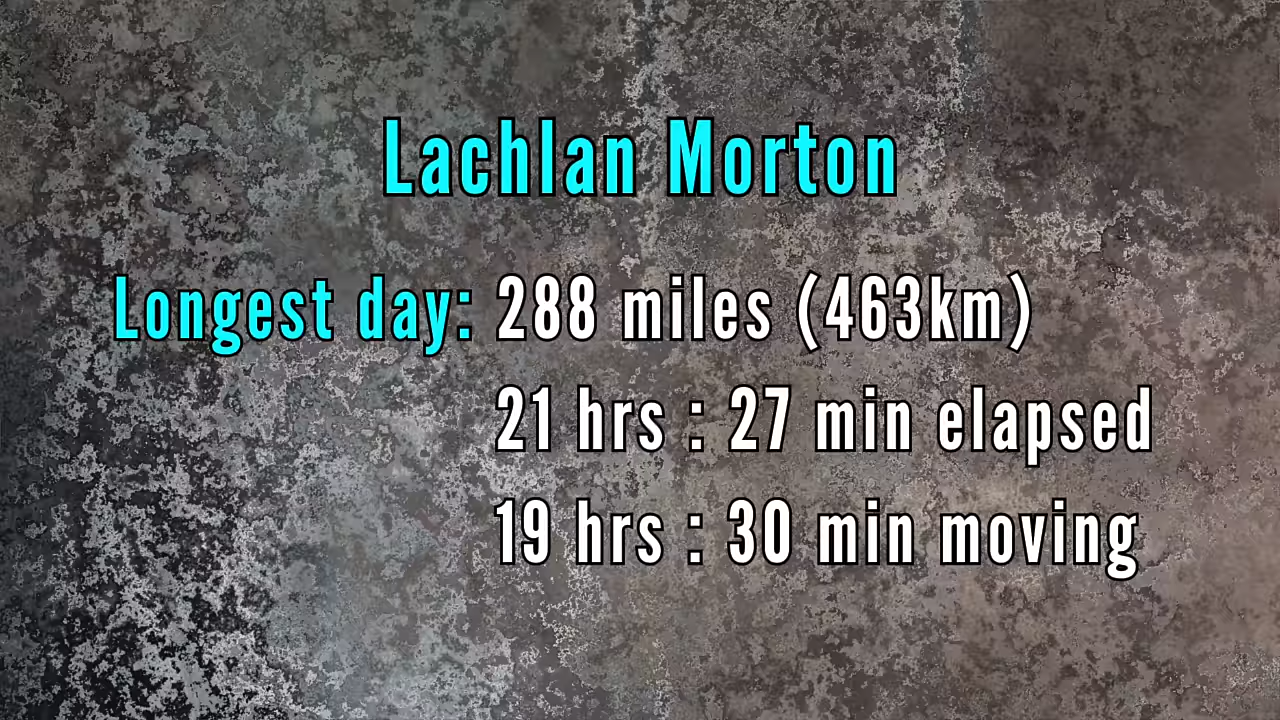 Lachlan Morton
Longest day: 288 miles (463km)
21 hrs : 27 min elapsed
19 hrs : 30 min moving